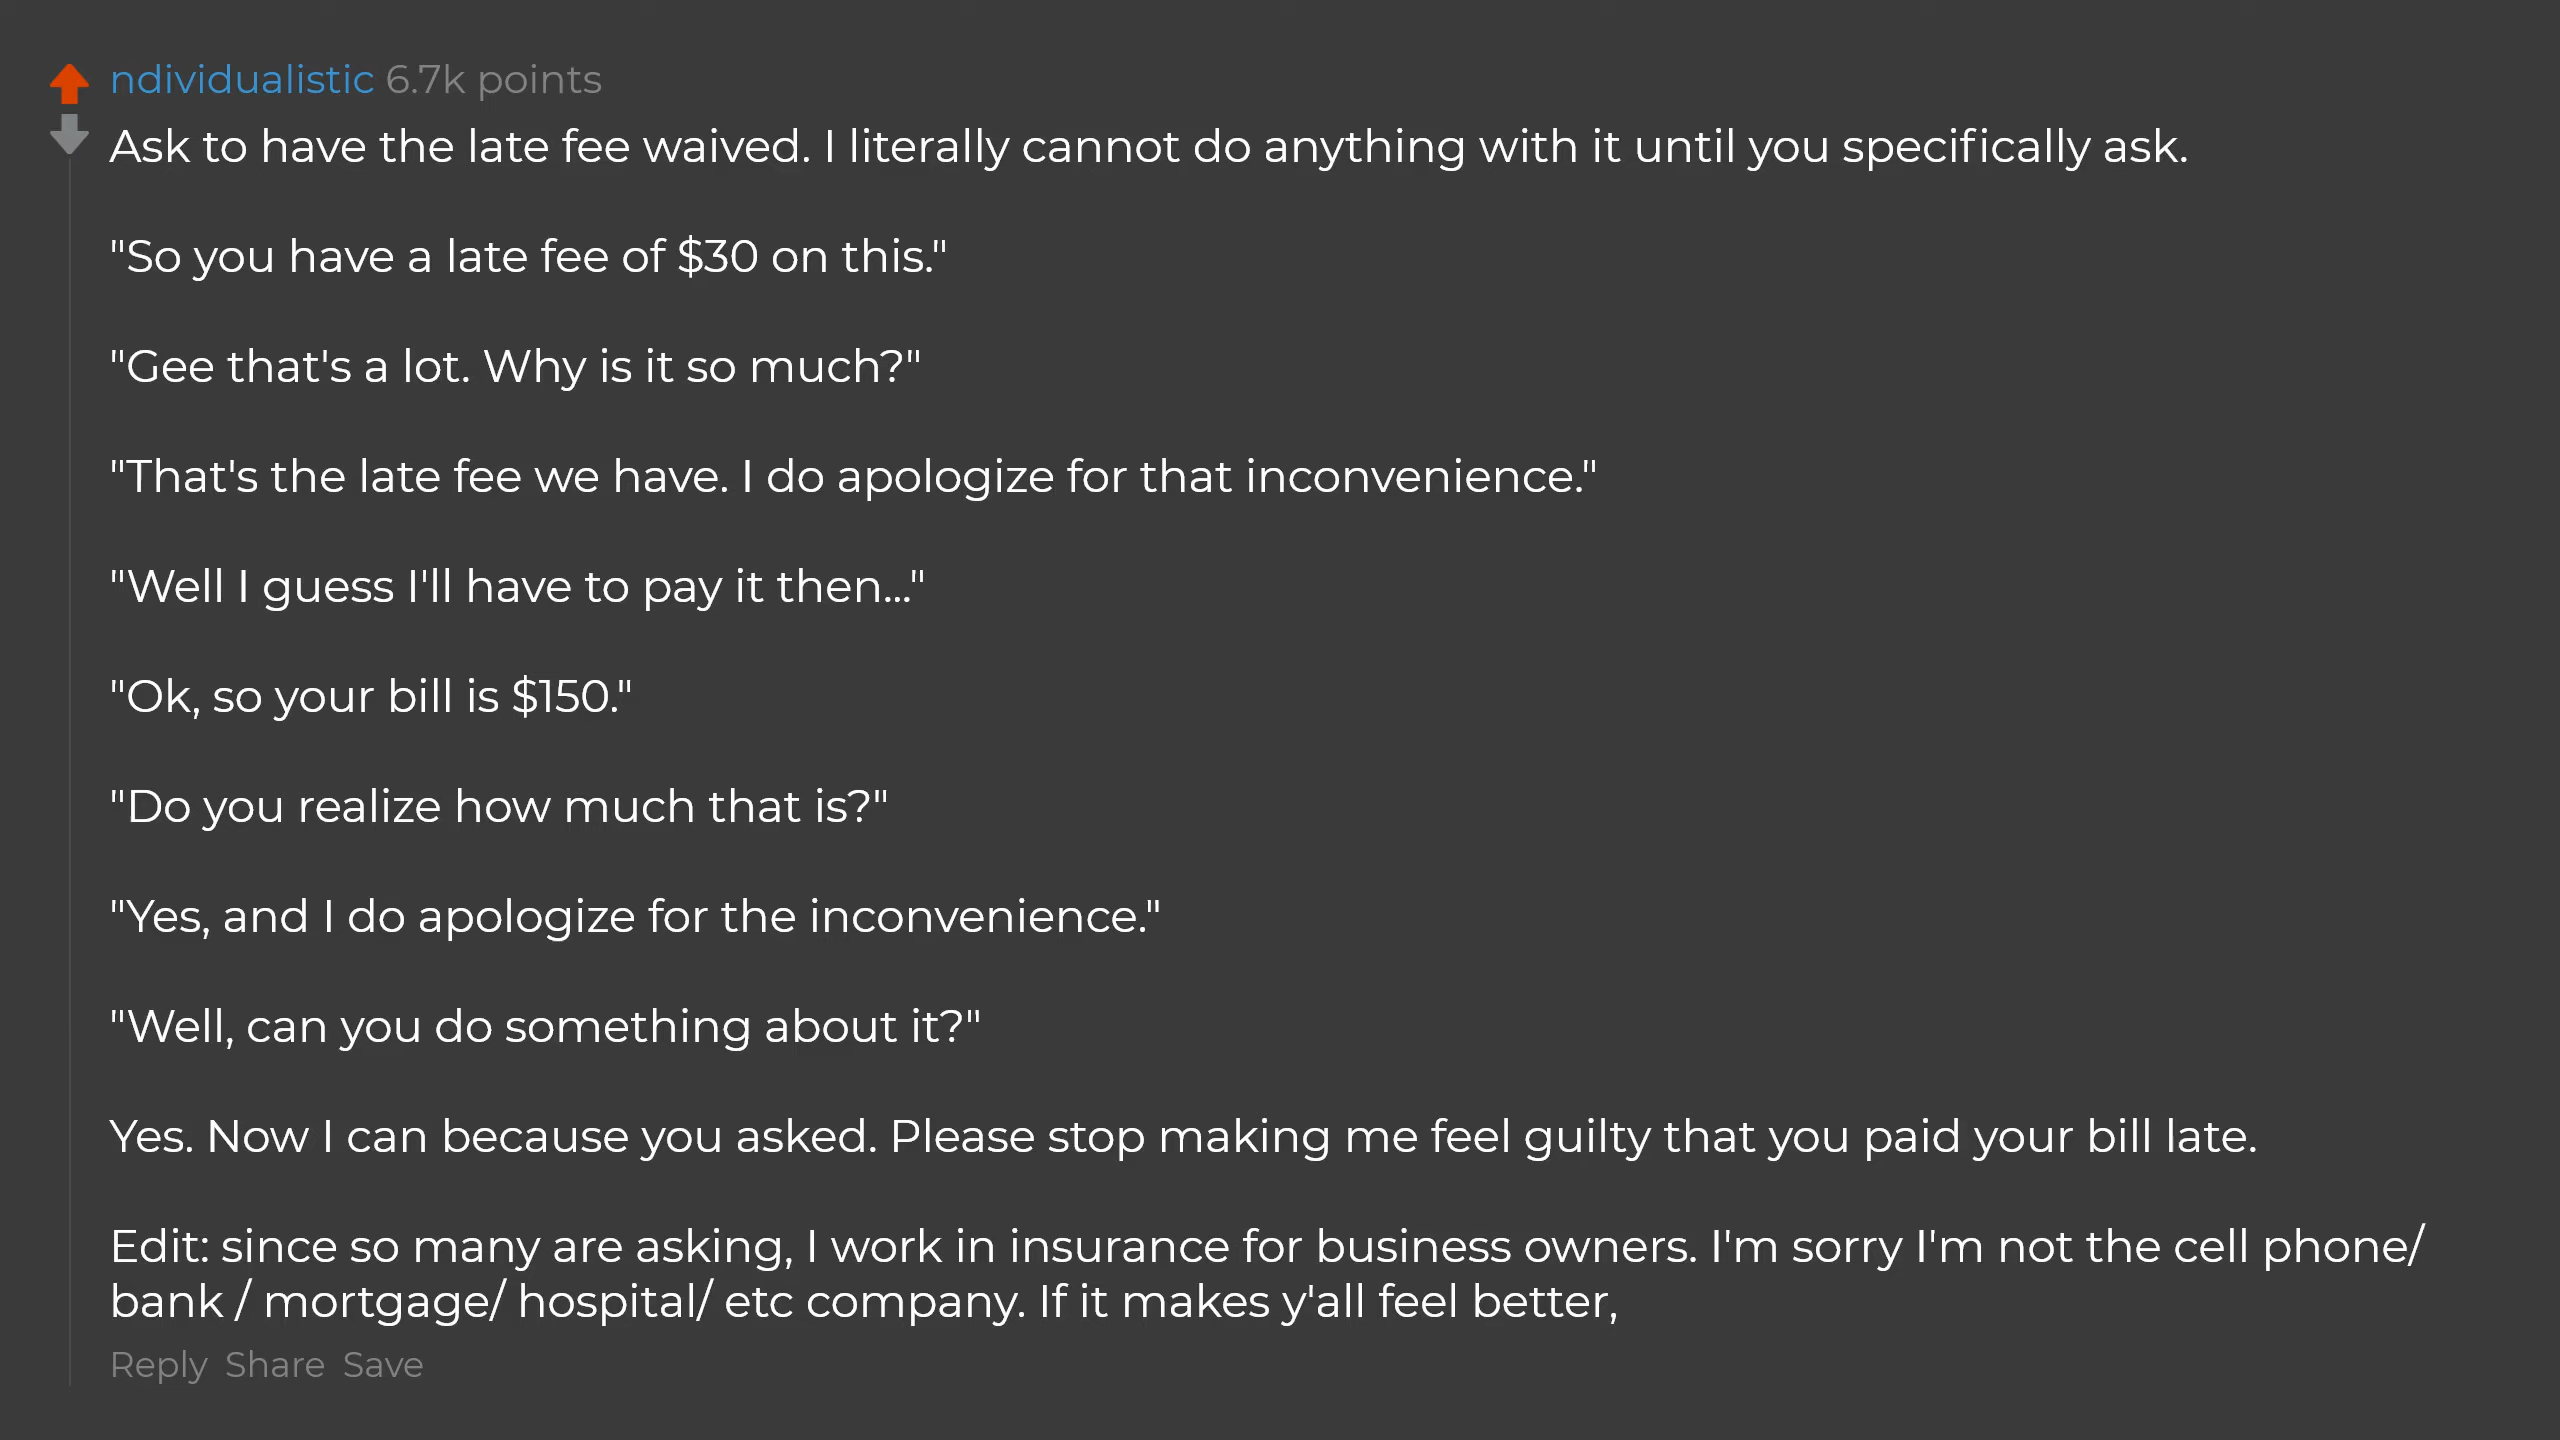 ndividualistic 6.7k points
Ask to have the late fee waived. I literally cannot do anything with it until you specifically ask.
"So you have a late fee of $30 on this."
"Gee that's a lot. Why is it so much?"
"That's the late fee we have. I do apologize for that inconvenience."
"Well I guess I'll have to pay it then..."
"Ok, so your bill is $150."
"Do you realize how much that is?"
"Yes, and I do apologize for the inconvenience."
"Well, can you do something about it?"
Yes. Now I can because you asked. Please stop making me feel guilty that you paid your bill late.
Edit: since so many are asking, I work in insurance for business owners. I'm sorry I'm not the cell phone/
bank / mortgage/ hospital/ etc company. If it makes y'all feel better,
Reply Share Save